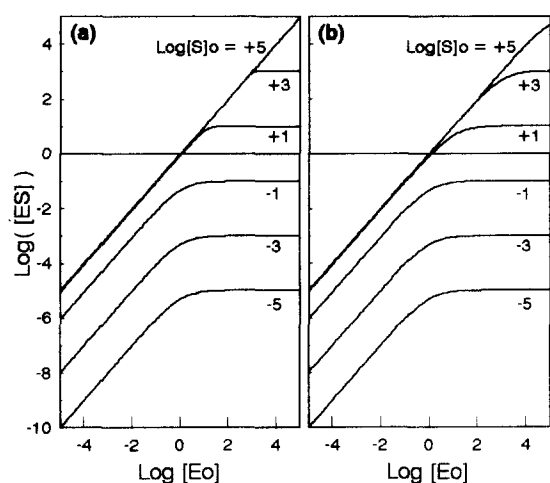 (a)
Log[S]o = +5
+3
+1
-1
-3
-5
(b)
Log[S]o = +5
+3
+1
-1
-3
-5
4
2
0
-2
-4
-6
-8
-10
Log( [ES] )
-4 -2 0 2 4
-4 -2 0 2 4
Log [Eo]
Log [Eo]